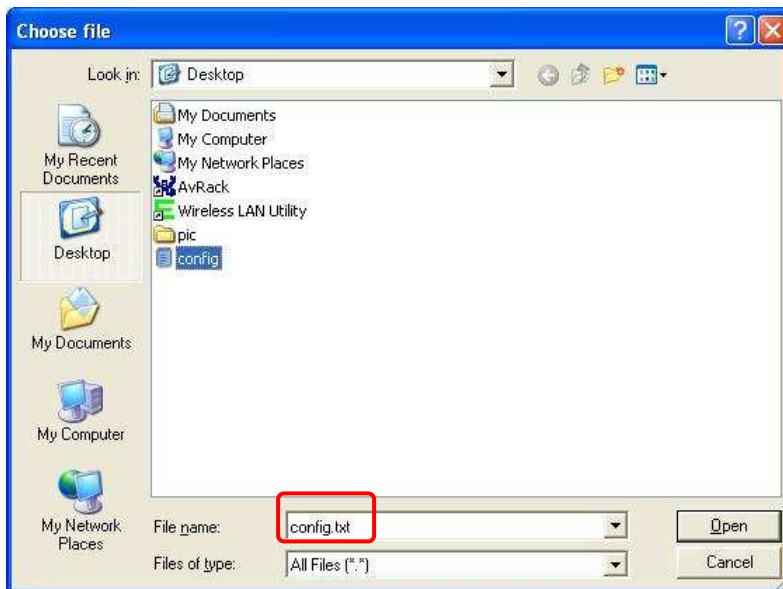 Choose file
Look in:
Desktop
My Recent
Documents
Desktop
My Documents
My Computer
My Network
Places
My Documents
My Computer
My Network Places
AvRack
Wireless LAN Utility
pic
config
File name:
config.txt
Open
Files of type:
All Files (*.*)
Cancel